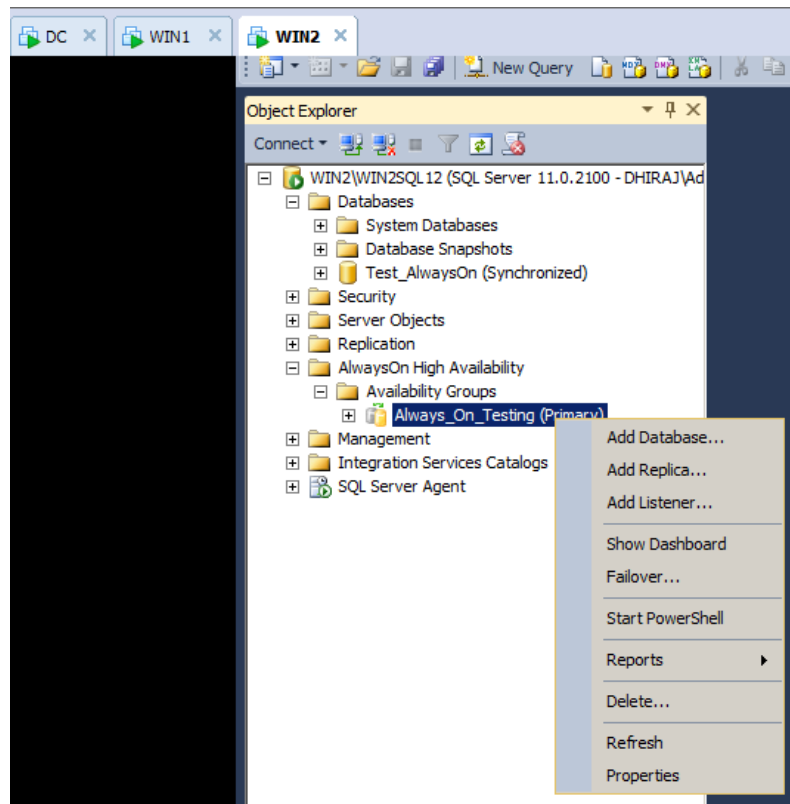 DC
WIN1
WIN2
New Query
Object Explorer
Connect
WIN2\WIN2SQL12 (SQL Server 11.0.2100 - DHIRAJ\Ad
Databases
System Databases
Database Snapshots
Test_AlwaysOn (Synchronized)
Security
Server Objects
Replication
AlwaysOn High Availability
Availability Groups
Always_On_Testing (Primary)
Management
Integration Services Catalogs
SQL Server Agent
Add Database...
Add Replica...
Add Listener...
Show Dashboard
Failover...
Start PowerShell
Reports
Delete...
Refresh
Properties